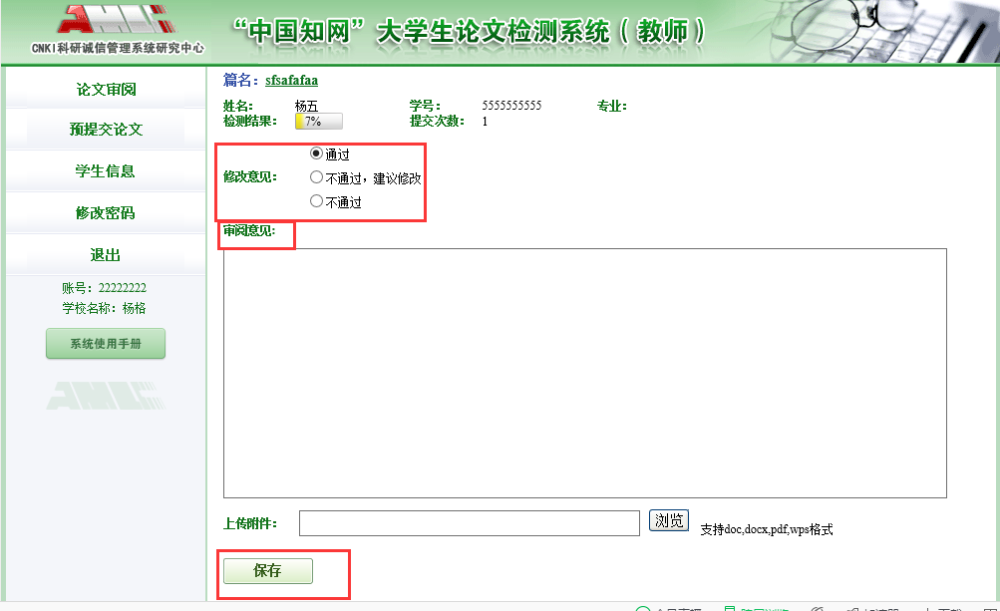 AMLC
CNKI科研诚信管理系统研究中心
“中国知网”大学生论文检测系统（教师）
论文审阅
预提交论文
学生信息
修改密码
退出
账号：22222222
学校名称：杨格
系统使用手册
AMLC
篇名：sfsafafaa
姓名： 杨五 学号： 5555555555 专业：
检测结果： 7% 提交次数： 1
修改意见：
通过
不通过，建议修改
不通过
审阅意见：
上传附件： 浏览 支持doc,docx,pdf,wps格式
保存